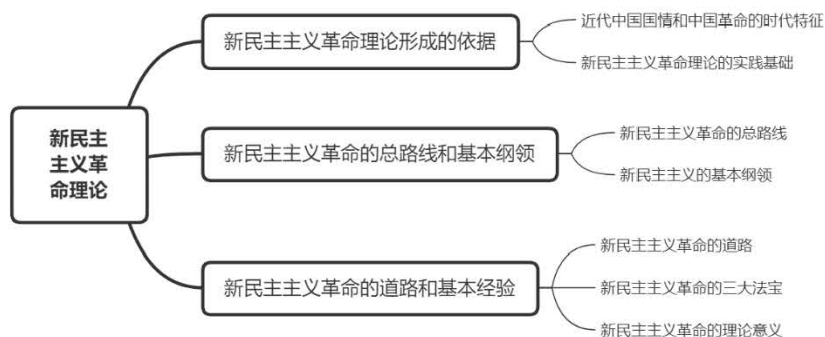 新民主
主义革
命理论
新民主主义革命理论形成的依据
近代中国国情和中国革命的时代特征
新民主主义革命理论的实践基础
新民主主义革命的总路线和基本纲领
新民主主义革命的总路线
新民主主义的基本纲领
新民主主义革命的道路和基本经验
新民主主义革命的道路
新民主主义革命的三大法宝
新民主主义革命的理论意义